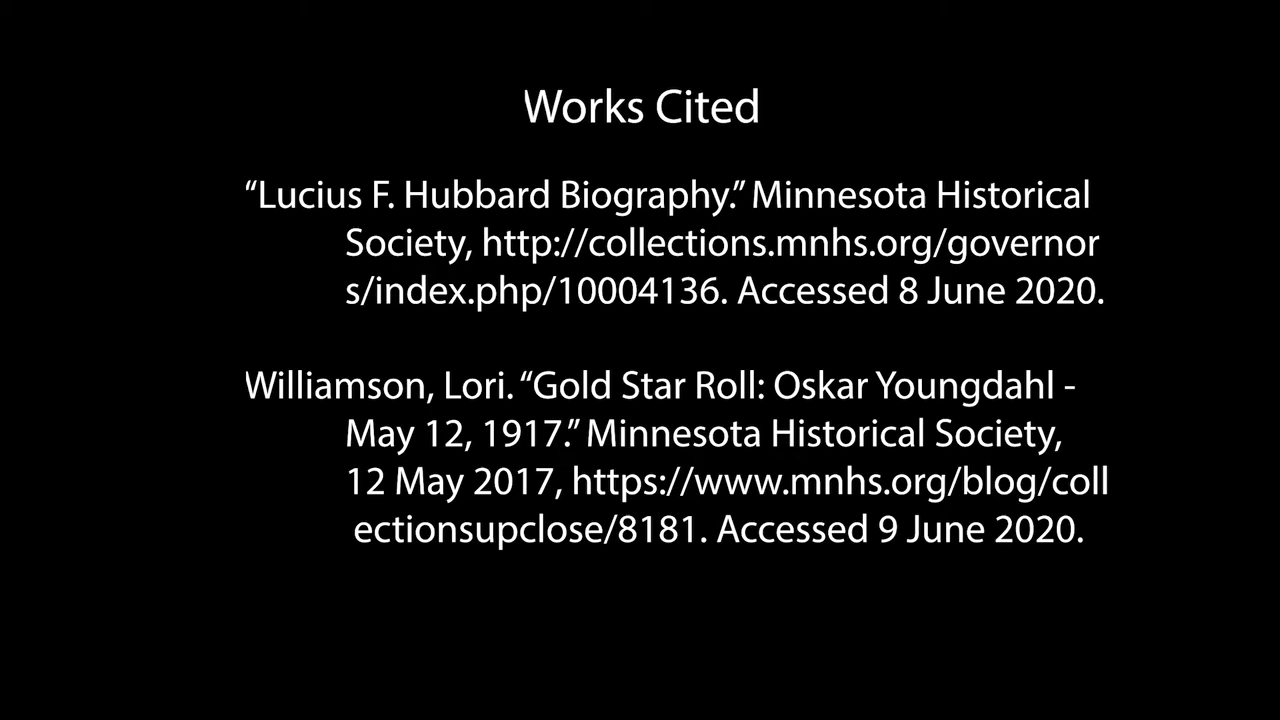 Works Cited
“Lucius F. Hubbard Biography.” Minnesota Historical
Society, http://collections.mnhs.org/governor
s/index.php/10004136. Accessed 8 June 2020.
Williamson, Lori. “Gold Star Roll: Oskar Youngdahl -
May 12, 1917.” Minnesota Historical Society,
12 May 2017, https://www.mnhs.org/blog/coll
ectionsupclose/8181. Accessed 9 June 2020.